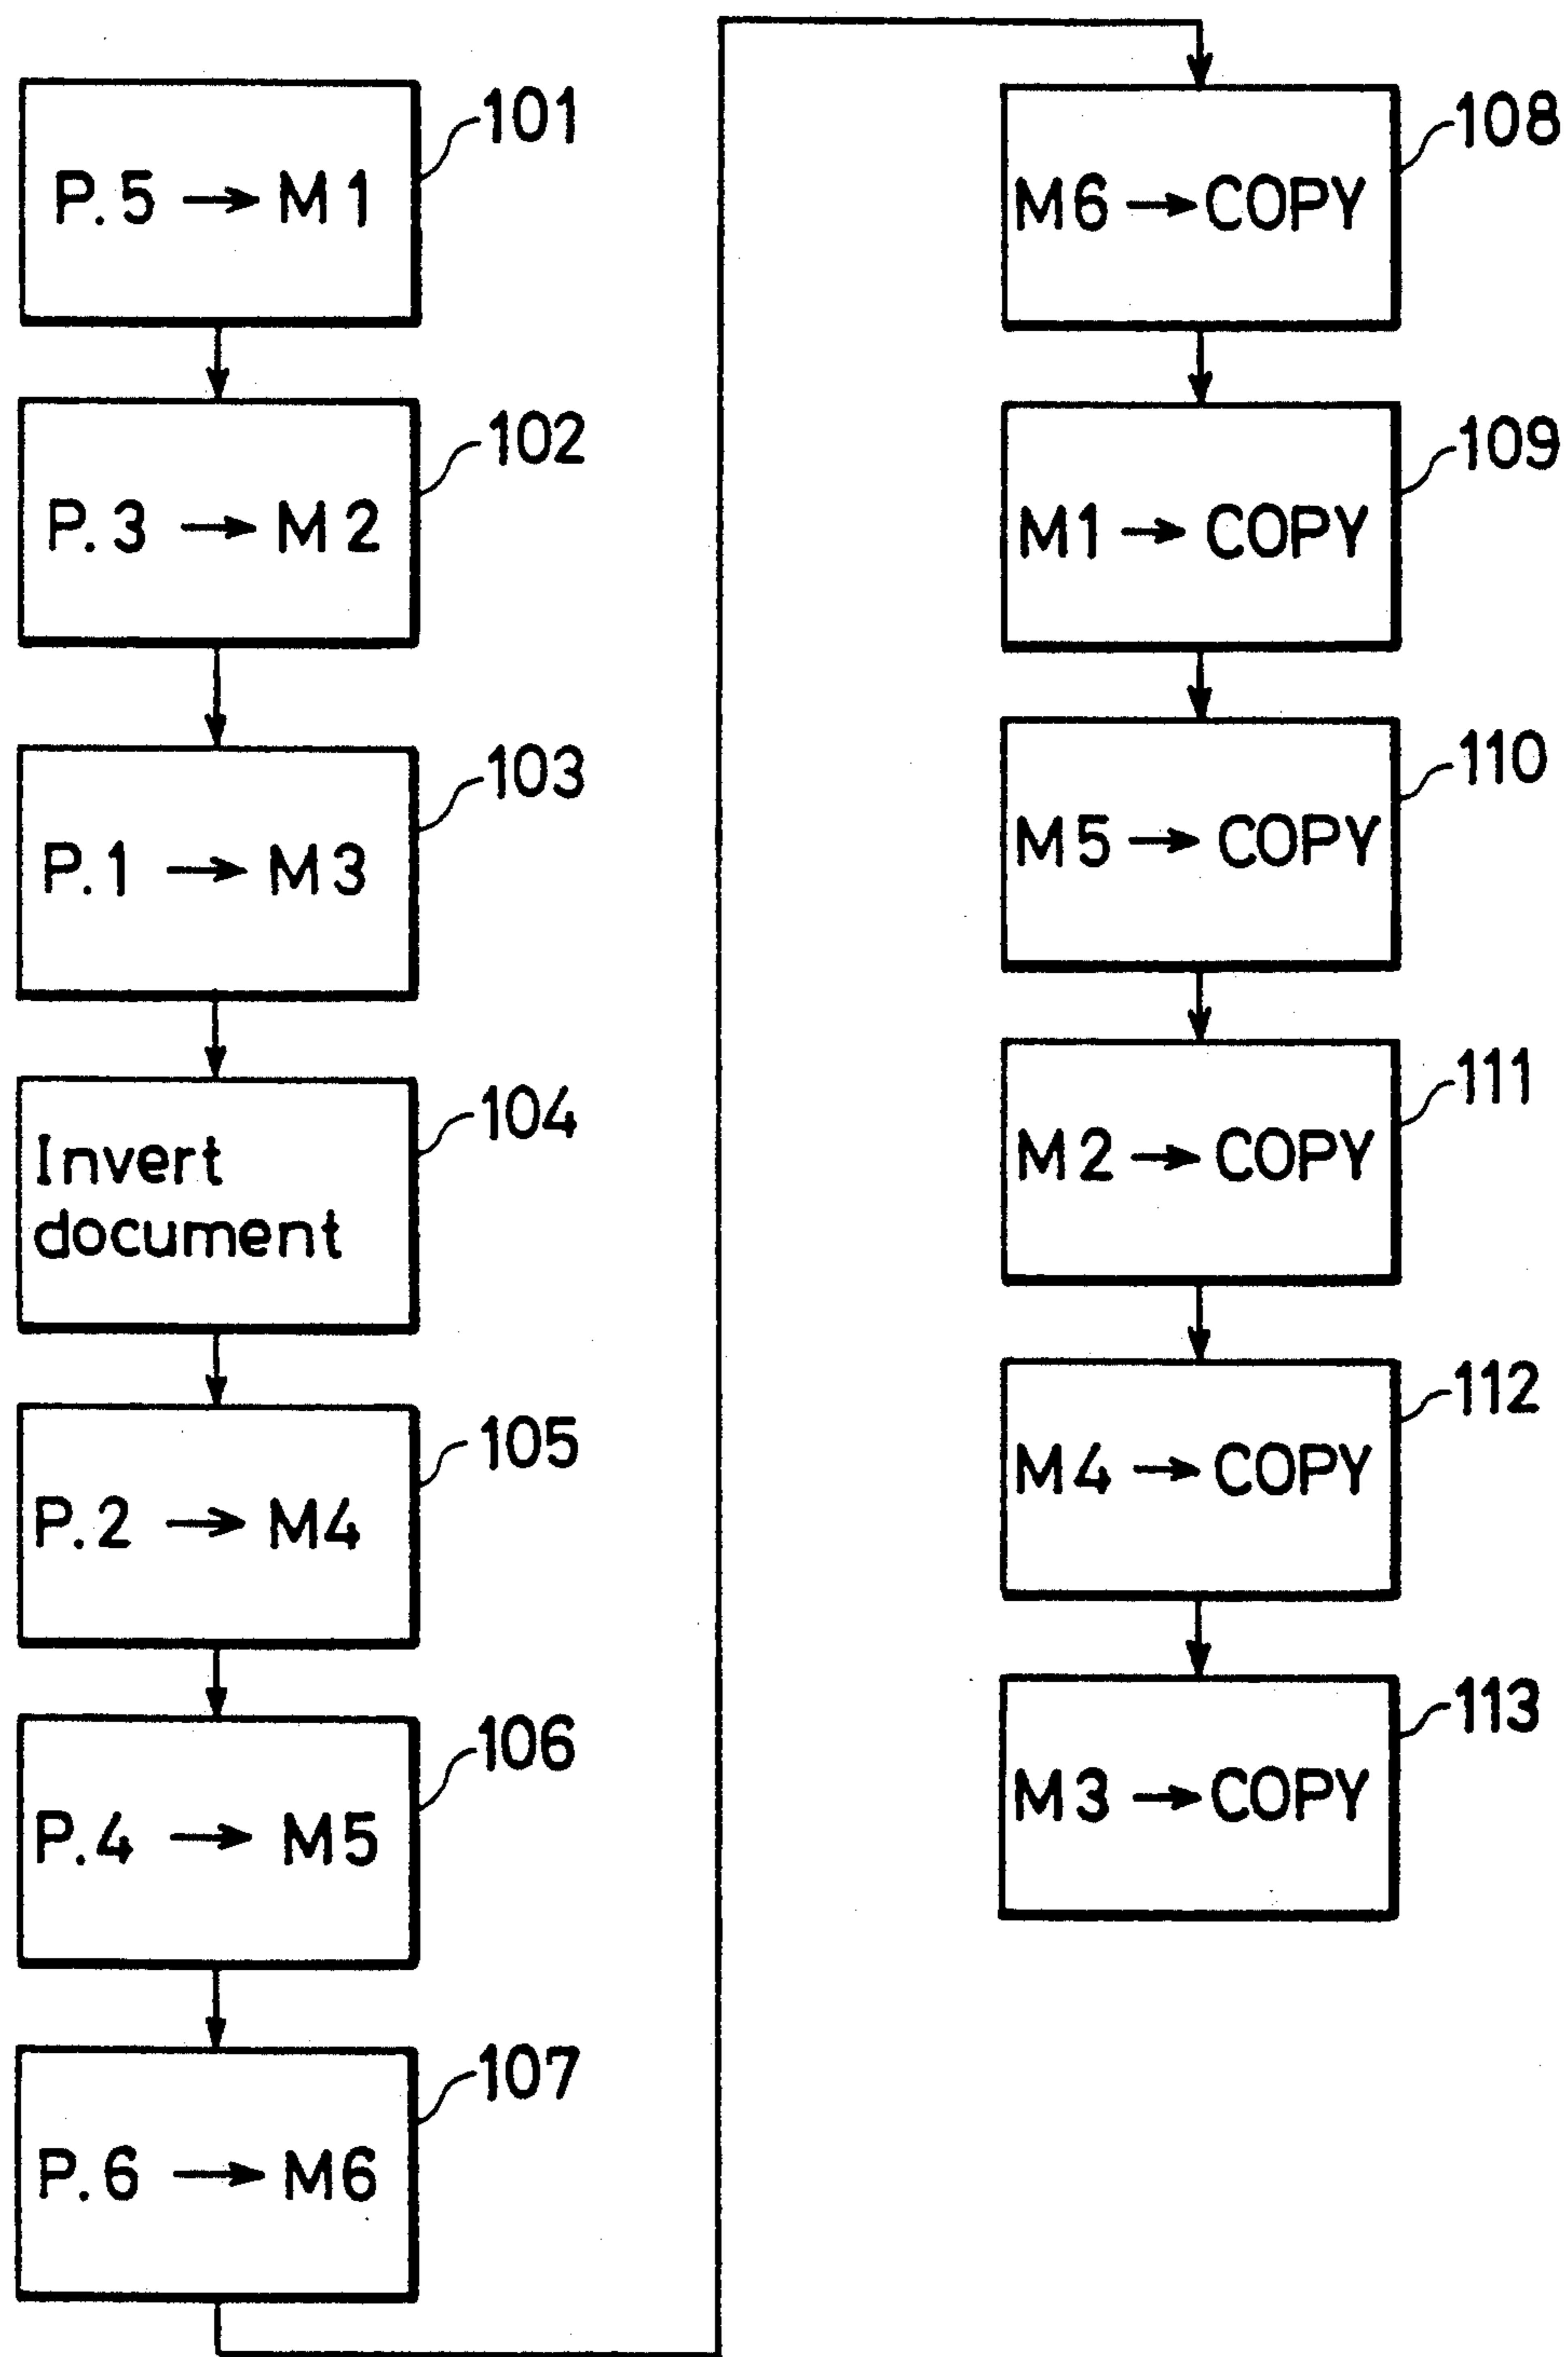 101
P.5 → M1
102
P.3 → M2
103
P.1 → M3
104
Invert
document
105
P.2 → M4
106
P.4 → M5
107
P.6 → M6
108
M6 → COPY
109
M1 → COPY
110
M5 → COPY
111
M2 → COPY
112
M4 → COPY
113
M3 → COPY